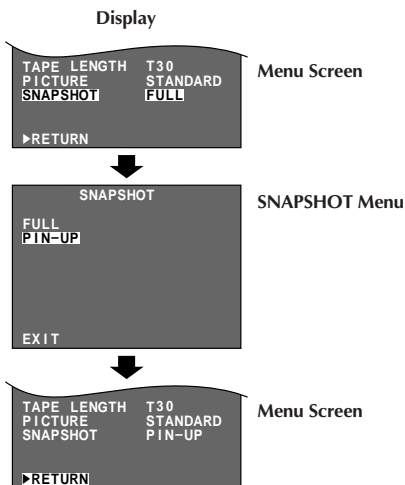 Display
TAPE LENGTH T30
PICTURE STANDARD
SNAPSHOT FULL
▶RETURN
Menu Screen
SNAPSHOT
FULL
PIN-UP
EXIT
SNAPSHOT Menu
TAPE LENGTH T30
PICTURE STANDARD
SNAPSHOT PIN-UP
▶RETURN
Menu Screen